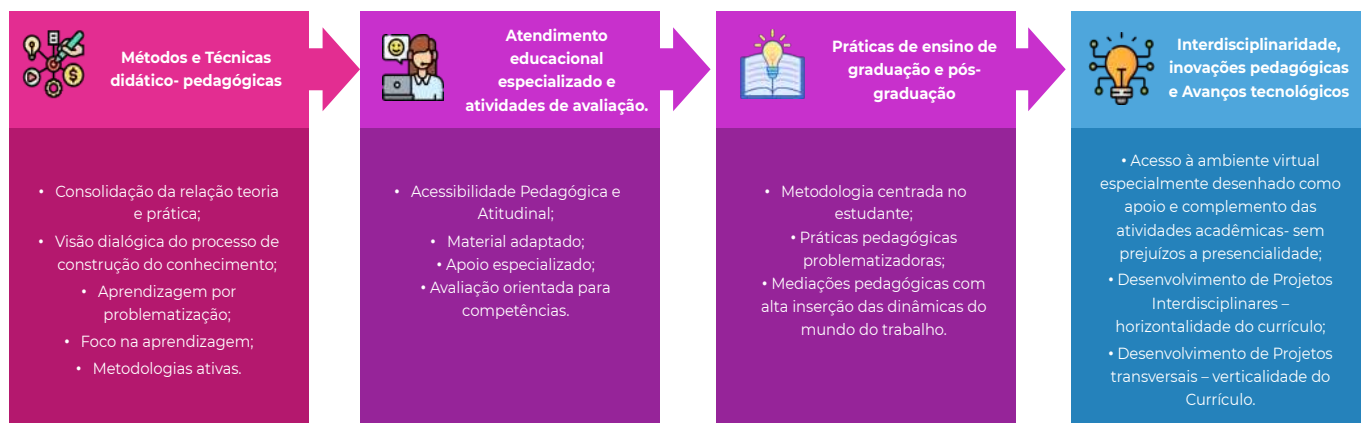 Métodos e Técnicas
didático- pedagógicas
• Consolidação da relação teoria
e prática;
• Visão dialógica do processo de
construção do conhecimento;
• Aprendizagem por
problematização;
• Foco na aprendizagem;
• Metodologias ativas.
Atendimento
educacional
especializado e
atividades de avaliação.
• Acessibilidade Pedagógica e
Atitudinal;
• Material adaptado;
• Apoio especializado;
• Avaliação orientada para
competências.
Práticas de ensino de
graduação e pós-
graduação
• Metodologia centrada no
estudante;
• Práticas pedagógicas
problematizadoras;
• Mediações pedagógicas com
alta inserção das dinâmicas do
mundo do trabalho.
Interdisciplinaridade,
inovações pedagógicas
e Avanços tecnológicos
• Acesso à ambiente virtual
especialmente desenhado como
apoio e complemento das
atividades acadêmicas- sem
prejuízos a presencialidade;
• Desenvolvimento de Projetos
Interdisciplinares –
horizontalidade do currículo;
• Desenvolvimento de Projetos
transversais – verticalidade do
Currículo.